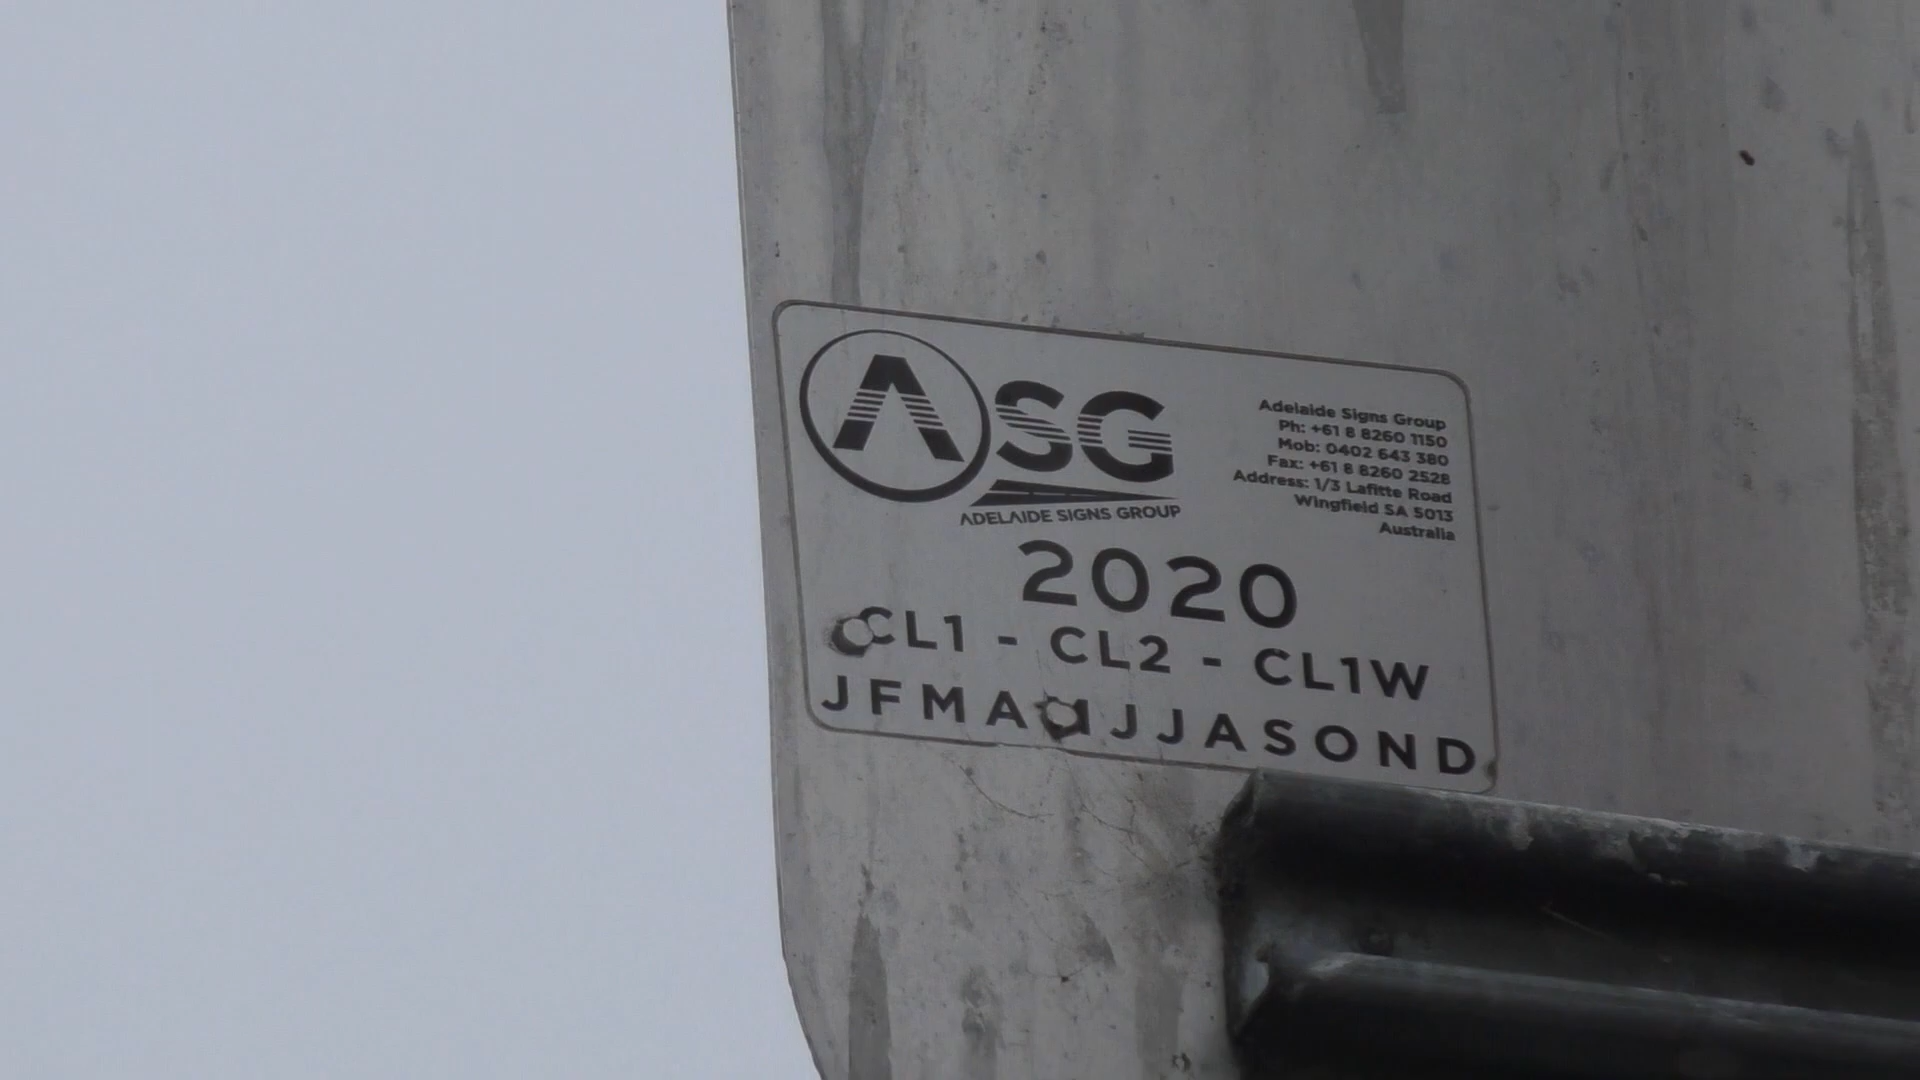 ASG
ADELAIDE SIGNS GROUP
Adelaide Signs Group
Ph: +61 8 8260 1150
Mob: 0402 643 380
Fax: +61 8 8260 2528
Address: 1/3 Lafitte Road
Wingfield SA 5013
Australia
2020
CL1 - CL2 - CL1W
J F M A M J J A S O N D